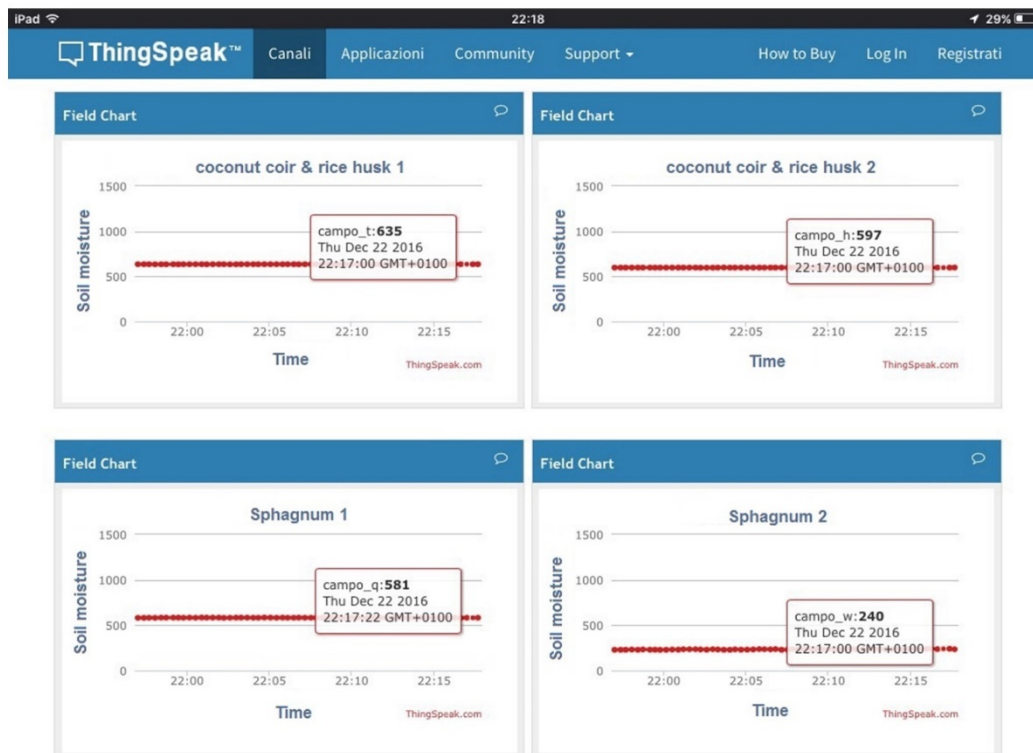 iPad 22:18 29%
ThingSpeak™ Canali Applicazioni Community Support How to Buy Log In Registrati
Field Chart
coconut coir & rice husk 1
Soil moisture
1500
1000
500
0
campo_t:635
Thu Dec 22 2016
22:17:00 GMT+0100
22:00 22:05 22:10 22:15
Time
ThingSpeak.com
Field Chart
coconut coir & rice husk 2
Soil moisture
1500
1000
500
0
campo_h:597
Thu Dec 22 2016
22:17:00 GMT+0100
22:00 22:05 22:10 22:15
Time
ThingSpeak.com
Field Chart
Sphagnum 1
Soil moisture
1500
1000
500
0
campo_q:581
Thu Dec 22 2016
22:17:22 GMT+0100
22:00 22:05 22:10 22:15
Time
ThingSpeak.com
Field Chart
Sphagnum 2
Soil moisture
1500
1000
500
0
campo_w:240
Thu Dec 22 2016
22:17:00 GMT+0100
22:00 22:05 22:10 22:15
Time
ThingSpeak.com